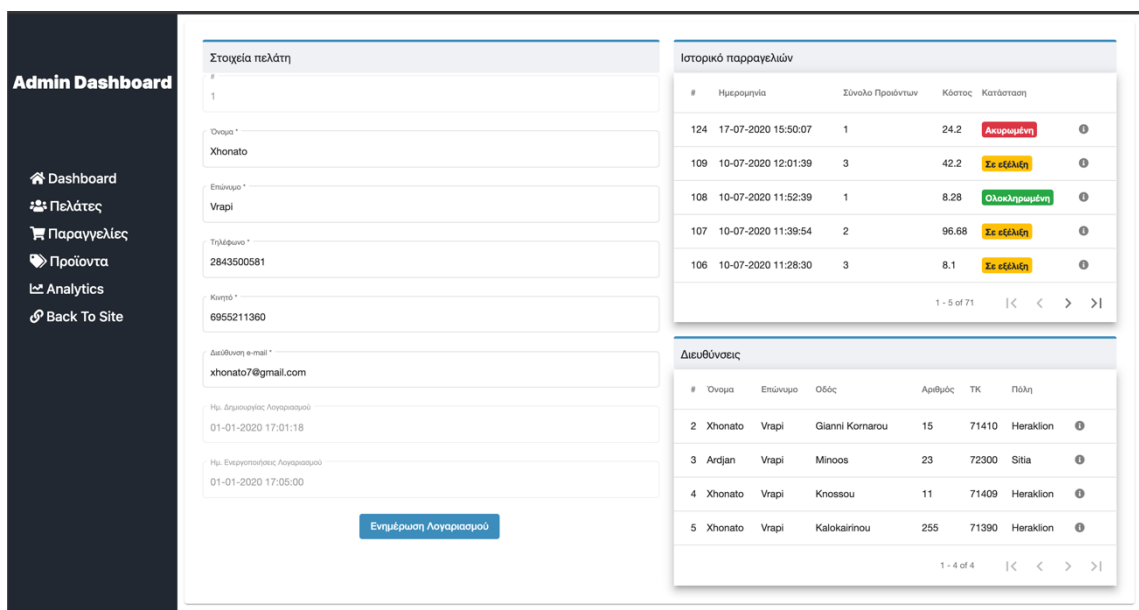 Admin Dashboard
Dashboard
Πελάτες
Παραγγελίες
Προϊοντα
Analytics
Back To Site
Στοιχεία πελάτη
#
1
Όνομα *
Xhonato
Επώνυμο *
Vrapi
Τηλέφωνο *
2843500581
Κινητό *
6955211360
Διεύθυνση e-mail *
xhonato7@gmail.com
Ημ. Δημιουργίας Λογαριασμού
01-01-2020 17:01:18
Ημ. Ενεργοποιήσεις Λογαριασμού
01-01-2020 17:05:00
Ενημέρωση Λογαριασμού
Ιστορικό παρραγελιών
# Ημερομηνία Σύνολο Προιόντων Κόστος Κατάσταση
124 17-07-2020 15:50:07 1 24.2 Ακυρωμένη
109 10-07-2020 12:01:39 3 42.2 Σε εξέλιξη
108 10-07-2020 11:52:39 1 8.28 Ολοκληρωμένη
107 10-07-2020 11:39:54 2 96.68 Σε εξέλιξη
106 10-07-2020 11:28:30 3 8.1 Σε εξέλιξη
1 - 5 of 71
Διευθύνσεις
# Όνομα Επώνυμο Οδός Αριθμός ΤΚ Πόλη
2 Xhonato Vrapi Gianni Kornarou 15 71410 Heraklion
3 Ardjan Vrapi Minoos 23 72300 Sitia
4 Xhonato Vrapi Knossou 11 71409 Heraklion
5 Xhonato Vrapi Kalokairinou 255 71390 Heraklion
1 - 4 of 4